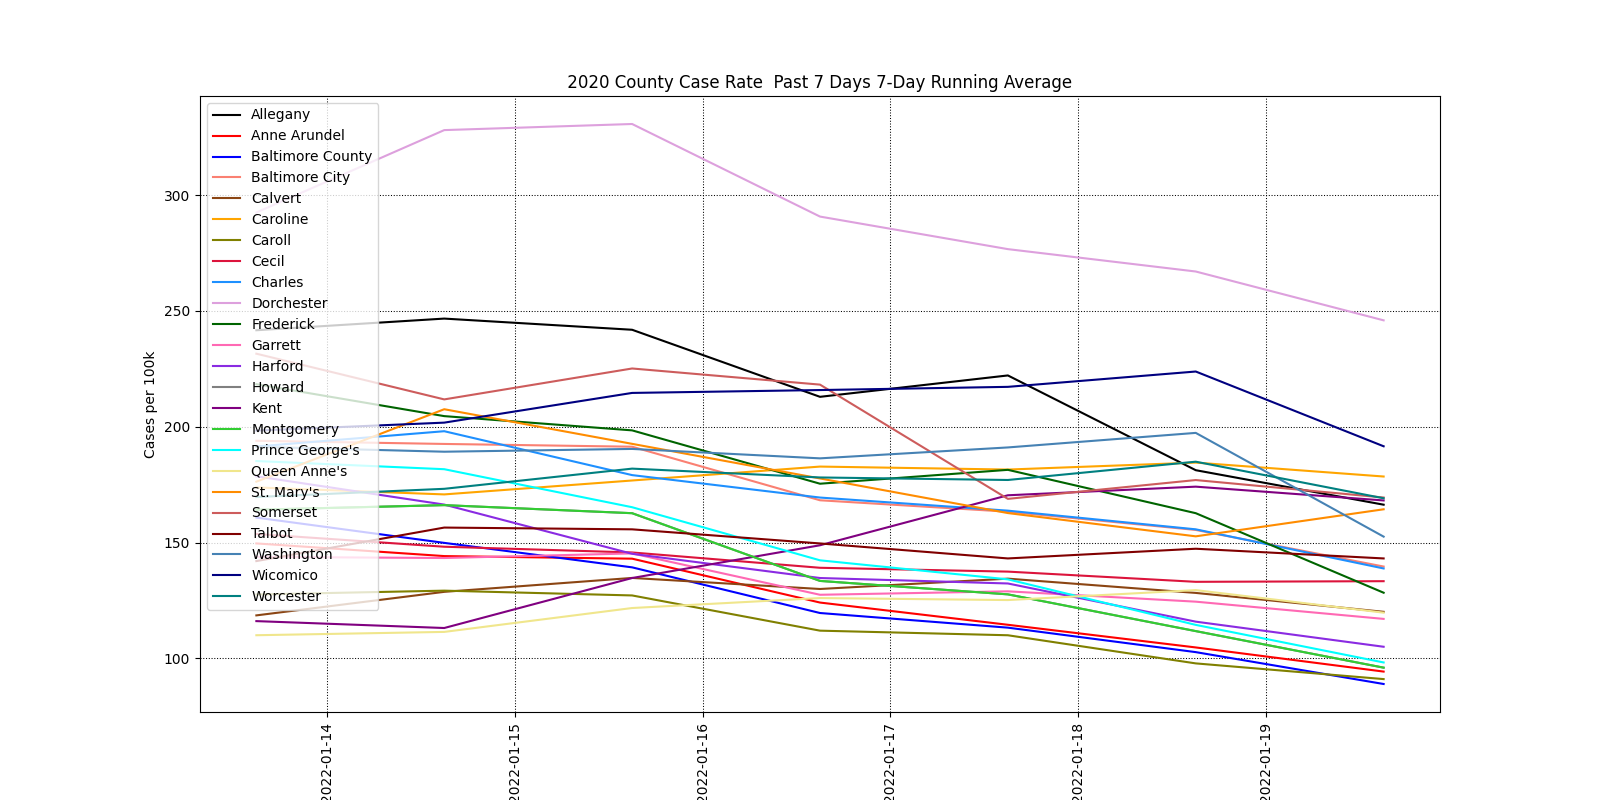 2020 County Case Rate  Past 7 Days 7-Day Running Average
Allegany
Anne Arundel
Baltimore County
Baltimore City
Calvert
Caroline
Caroll
Cecil
Charles
Dorchester
Frederick
Garrett
Harford
Howard
Kent
Montgomery
Prince George's
Queen Anne's
St. Mary's
Somerset
Talbot
Washington
Wicomico
Worcester
Cases per 100k
300
250
200
150
100
2022-01-14
2022-01-15
2022-01-16
2022-01-17
2022-01-18
2022-01-19